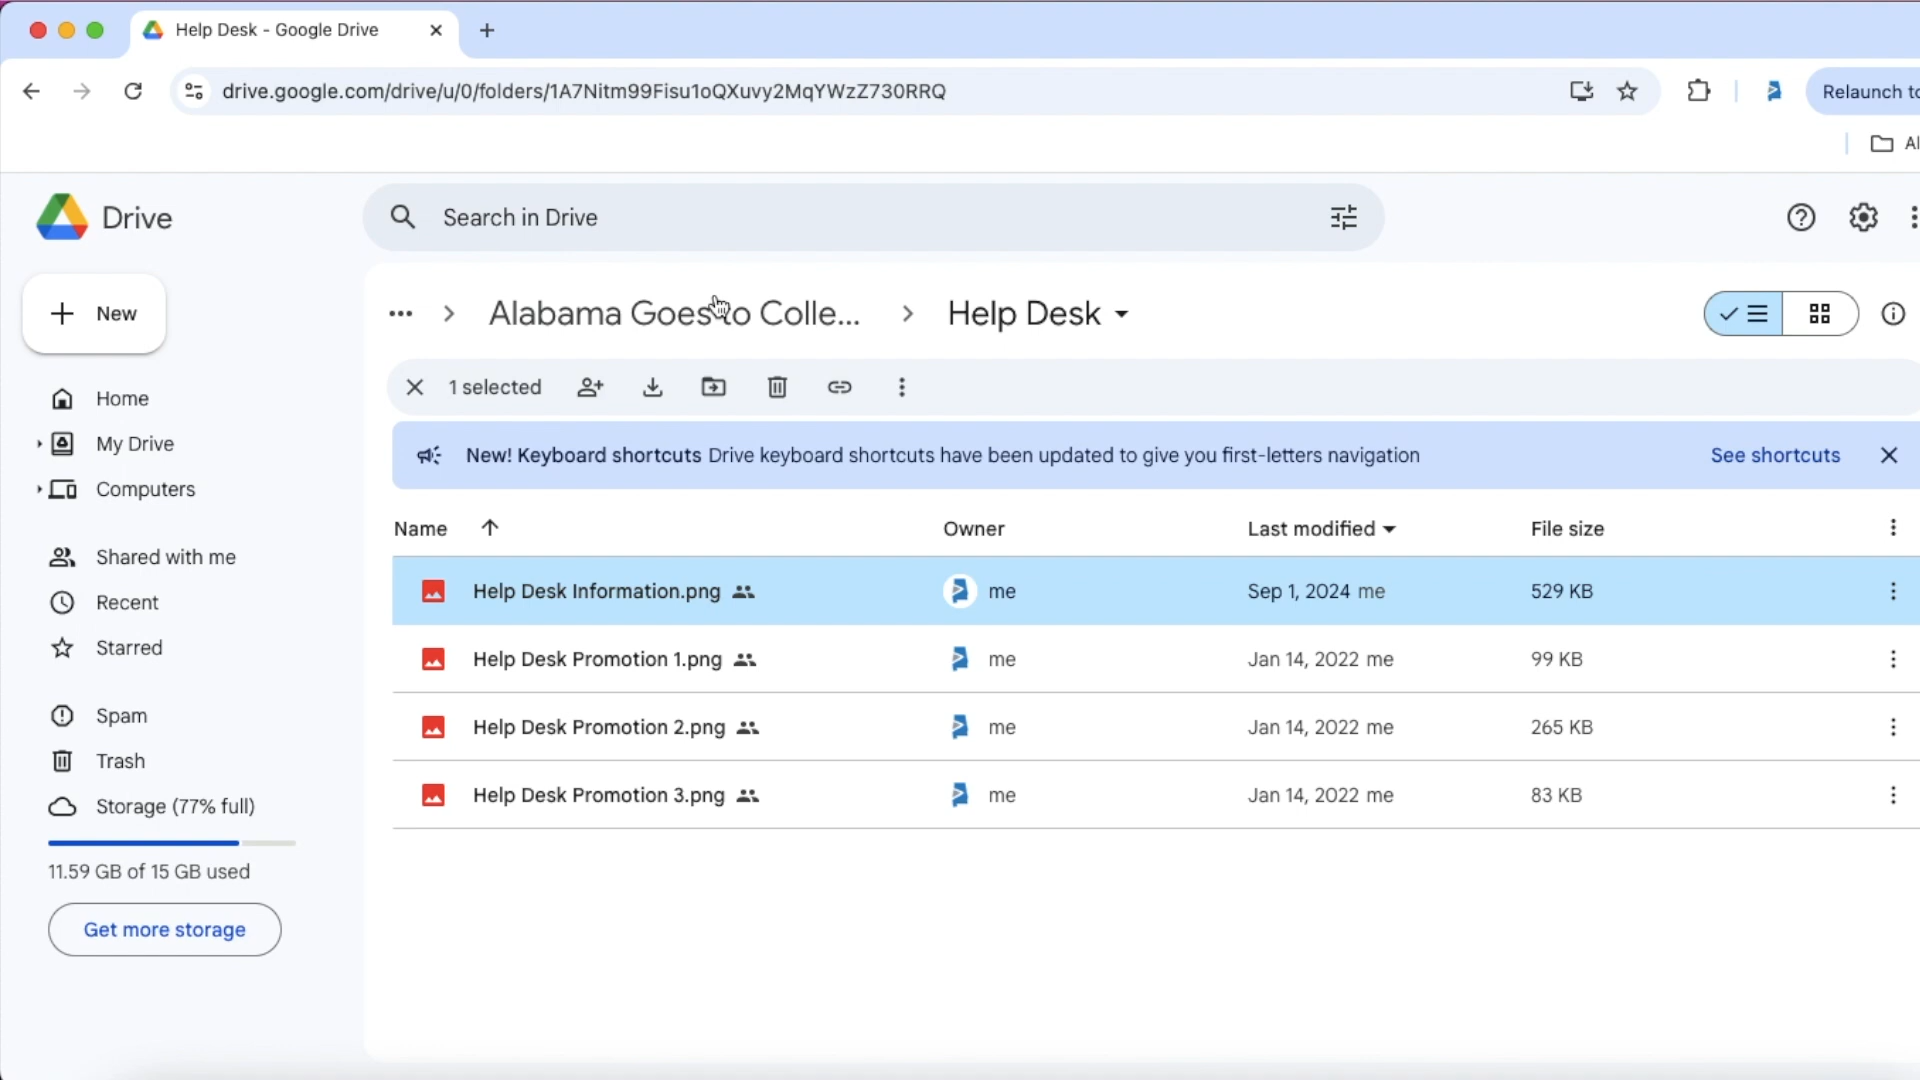 Help Desk - Google Drive
drive.google.com/drive/u/0/folders/1A7Nitm99Fisu1oQXuvy2MqYWzZ730RRQ
Relaunch to
Drive
Search in Drive
New
Alabama Goes to Colle...
Help Desk
1 selected
New! Keyboard shortcuts Drive keyboard shortcuts have been updated to give you first-letters navigation
See shortcuts
Home
My Drive
Computers
Shared with me
Recent
Starred
Spam
Trash
Storage (77% full)
11.59 GB of 15 GB used
Get more storage
Name Owner Last modified File size
Help Desk Information.png me Sep 1, 2024 me 529 KB
Help Desk Promotion 1.png me Jan 14, 2022 me 99 KB
Help Desk Promotion 2.png me Jan 14, 2022 me 265 KB
Help Desk Promotion 3.png me Jan 14, 2022 me 83 KB